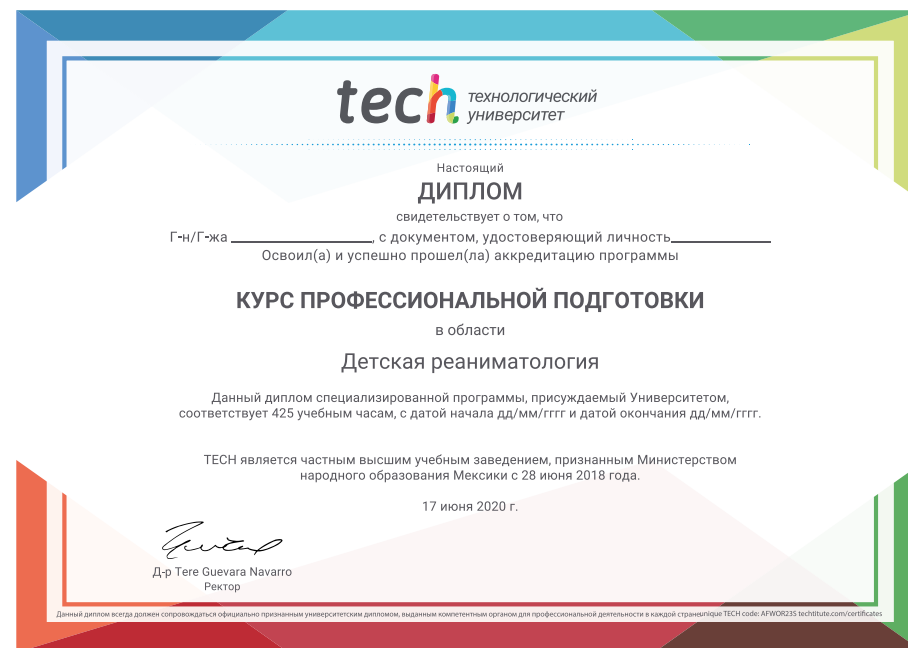 tech технологический
университет
Настоящий
ДИПЛОМ
свидетельствует о том, что
Г-н/Г-жа ____________________, с документом, удостоверяющий личность______________
Освоил(а) и успешно прошел(ла) аккредитацию программы
КУРС ПРОФЕССИОНАЛЬНОЙ ПОДГОТОВКИ
в области
Детская реаниматология
Данный диплом специализированной программы, присуждаемый Университетом,
соответствует 425 учебным часам, с датой начала дд/мм/гггг и датой окончания дд/мм/гггг.
TECH является частным высшим учебным заведением, признанным Министерством
народного образования Мексики с 28 июня 2018 года.
17 июня 2020 г.
Д-р Tere Guevara Navarro
Ректор
Данный диплом всегда должен сопровождаться официально признанным университетским дипломом, выданным компетентным органом для профессиональной деятельности в каждой странеunique TECH code: AFWOR23S techtitute.com/certificates